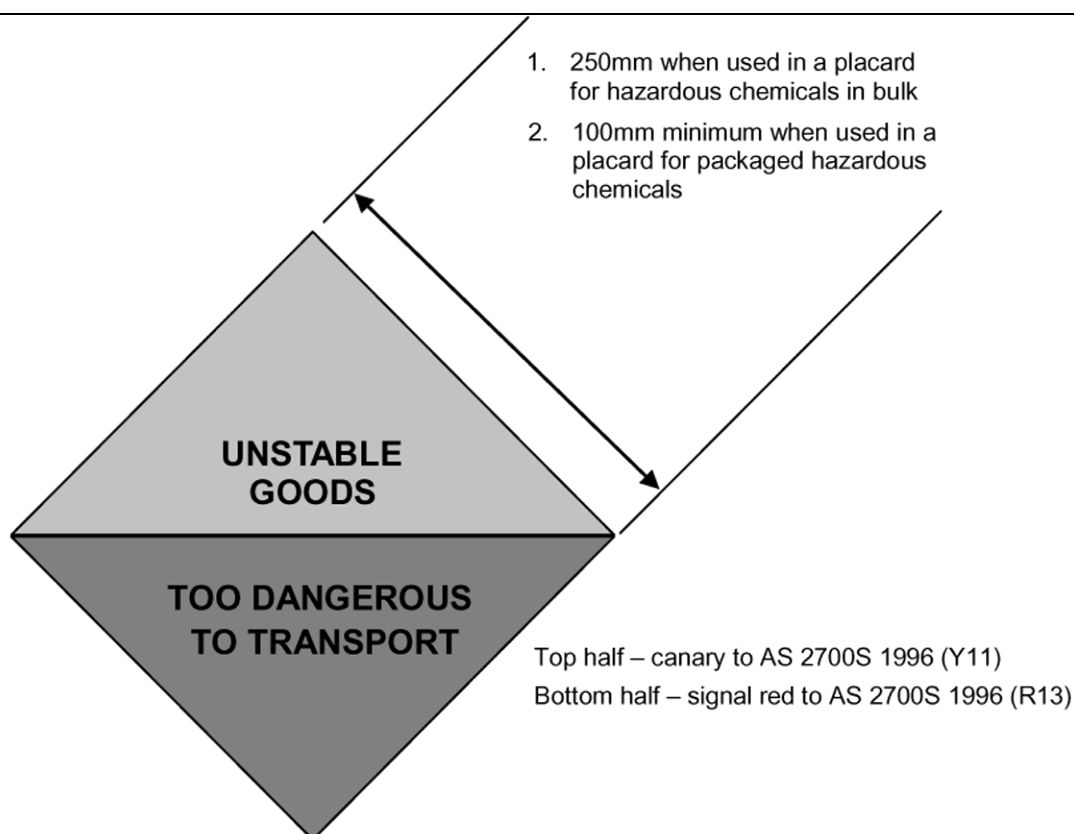 1. 250mm when used in a placard
for hazardous chemicals in bulk
2. 100mm minimum when used in a
placard for packaged hazardous
chemicals
UNSTABLE
GOODS
TOO DANGEROUS
TO TRANSPORT
Top half – canary to AS 2700S 1996 (Y11)
Bottom half – signal red to AS 2700S 1996 (R13)